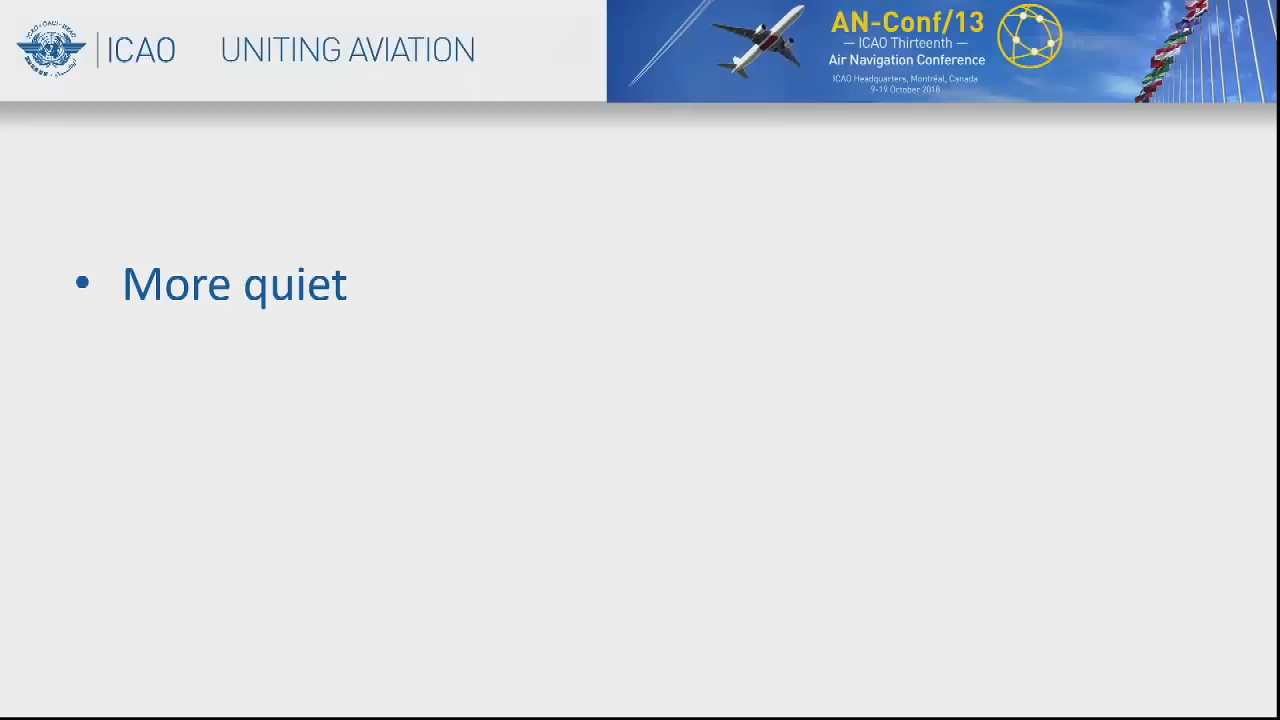 ICAO
UNITING AVIATION
AN-Conf/13
— ICAO Thirteenth —
Air Navigation Conference
ICAO Headquarters, Montréal, Canada
9-19 October 2018
• More quiet